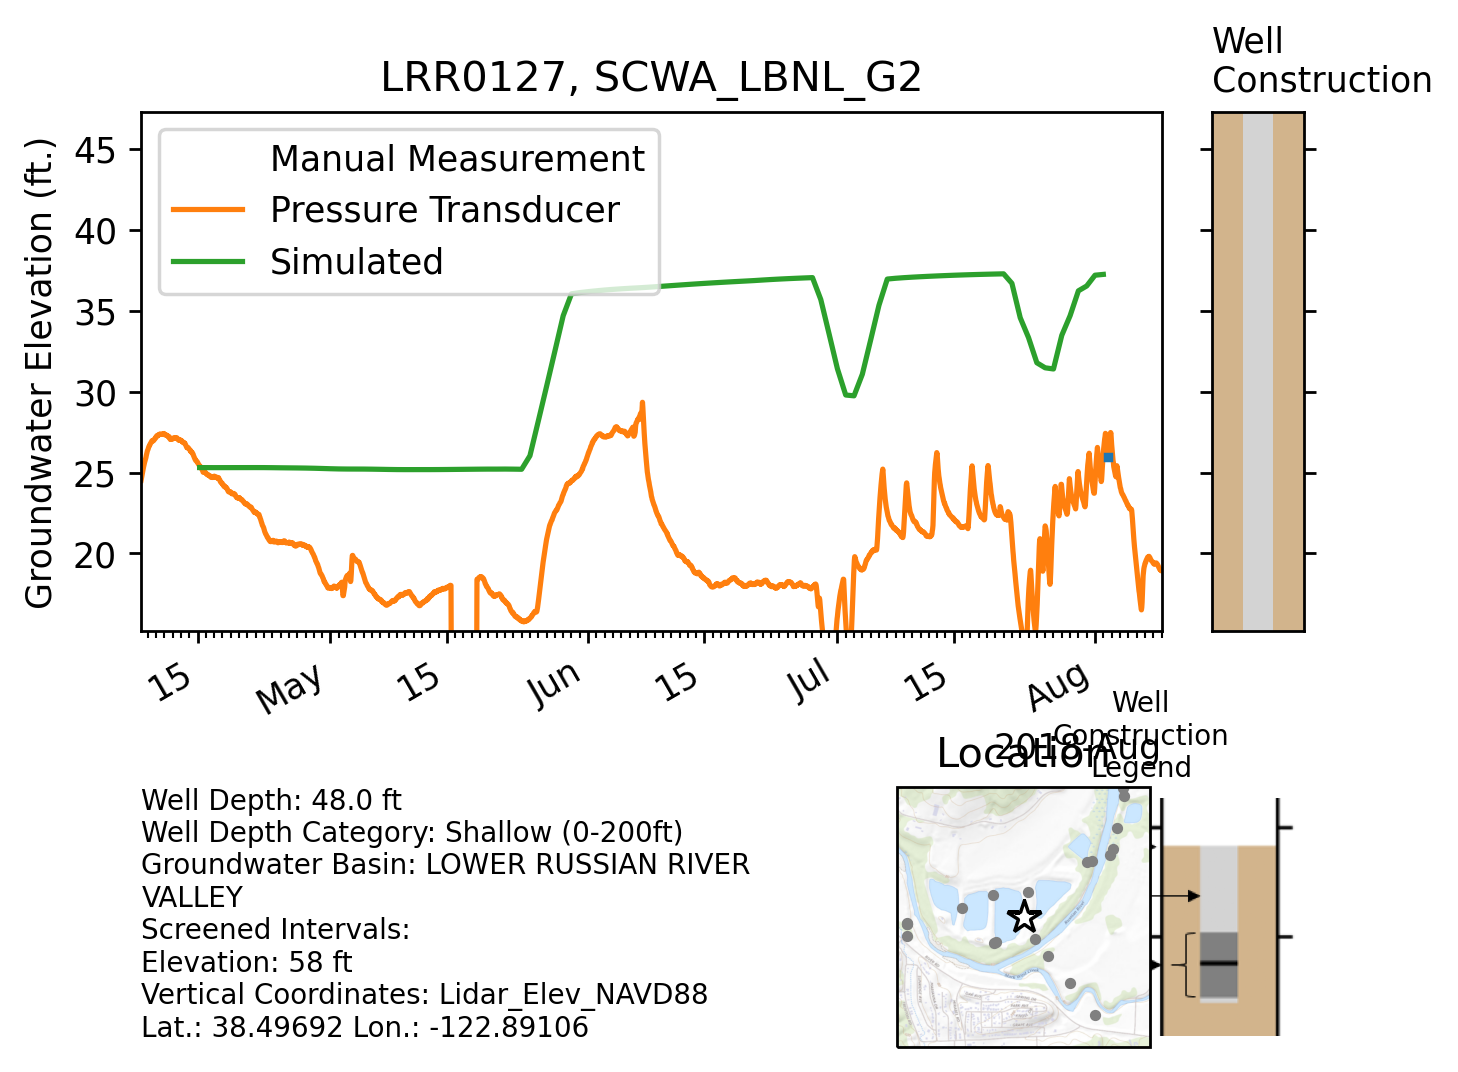 Well
Construction
LRR0127, SCWA_LBNL_G2
Groundwater Elevation (ft.)
45
40
35
30
25
20
Manual Measurement
Pressure Transducer
Simulated
15
May
15
Jun
15
Jul
15
Aug
2018-Aug
Location
Well
Construction
Legend
Well Depth: 48.0 ft
Well Depth Category: Shallow (0-200ft)
Groundwater Basin: LOWER RUSSIAN RIVER
VALLEY
Screened Intervals:
Elevation: 58 ft
Vertical Coordinates: Lidar_Elev_NAVD88
Lat.: 38.49692 Lon.: -122.89106